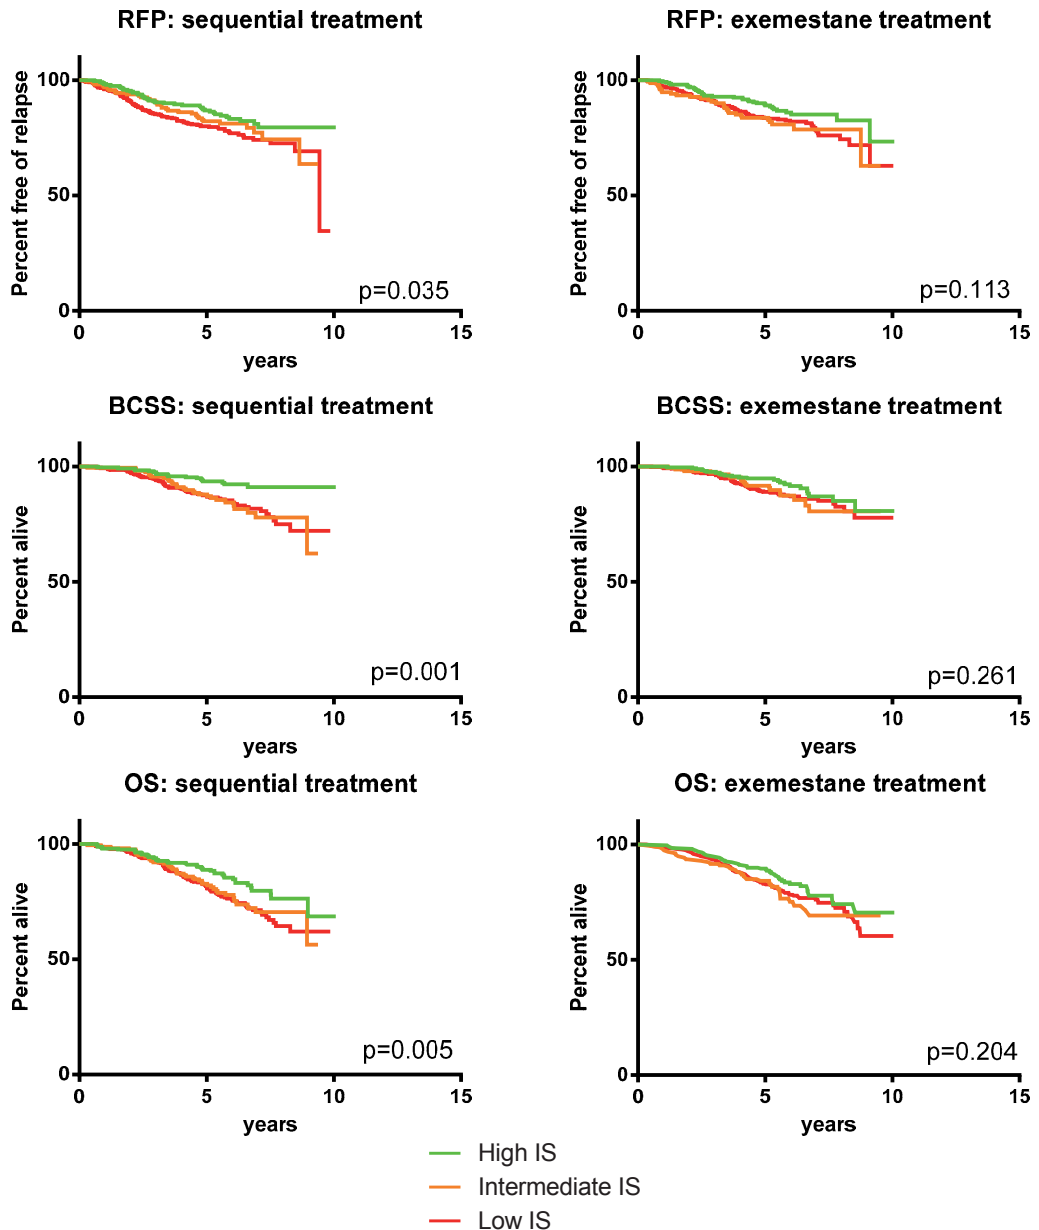 RFP: sequential treatment
Percent free of relapse
100
50
0
p=0.035
0 5 10 15
years
RFP: exemestane treatment
Percent free of relapse
100
50
0
p=0.113
0 5 10 15
years
BCSS: sequential treatment
Percent alive
100
50
0
p=0.001
0 5 10 15
years
BCSS: exemestane treatment
Percent alive
100
50
0
p=0.261
0 5 10 15
years
OS: sequential treatment
Percent alive
100
50
0
p=0.005
0 5 10 15
years
OS: exemestane treatment
Percent alive
100
50
0
p=0.204
0 5 10 15
years
High IS
Intermediate IS
Low IS